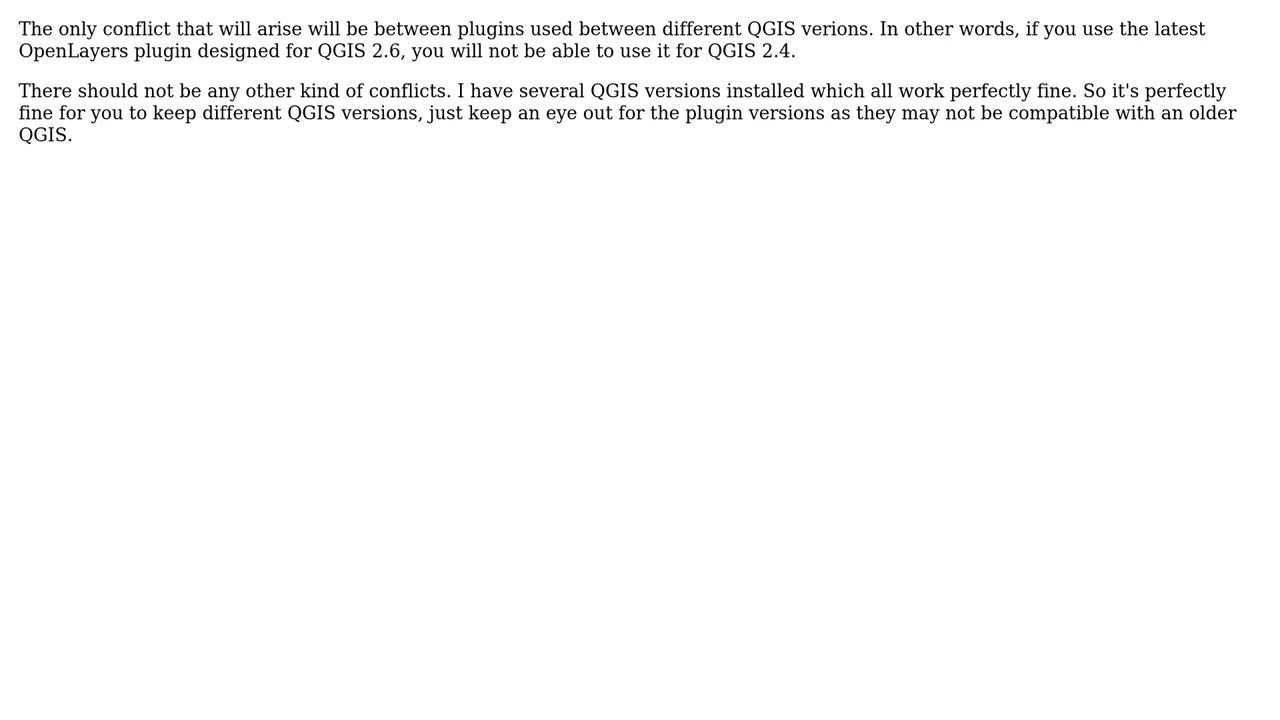 The only conflict that will arise will be between plugins used between different QGIS verions. In other words, if you use the latest
OpenLayers plugin designed for QGIS 2.6, you will not be able to use it for QGIS 2.4.
There should not be any other kind of conflicts. I have several QGIS versions installed which all work perfectly fine. So it's perfectly
fine for you to keep different QGIS versions, just keep an eye out for the plugin versions as they may not be compatible with an older
QGIS.